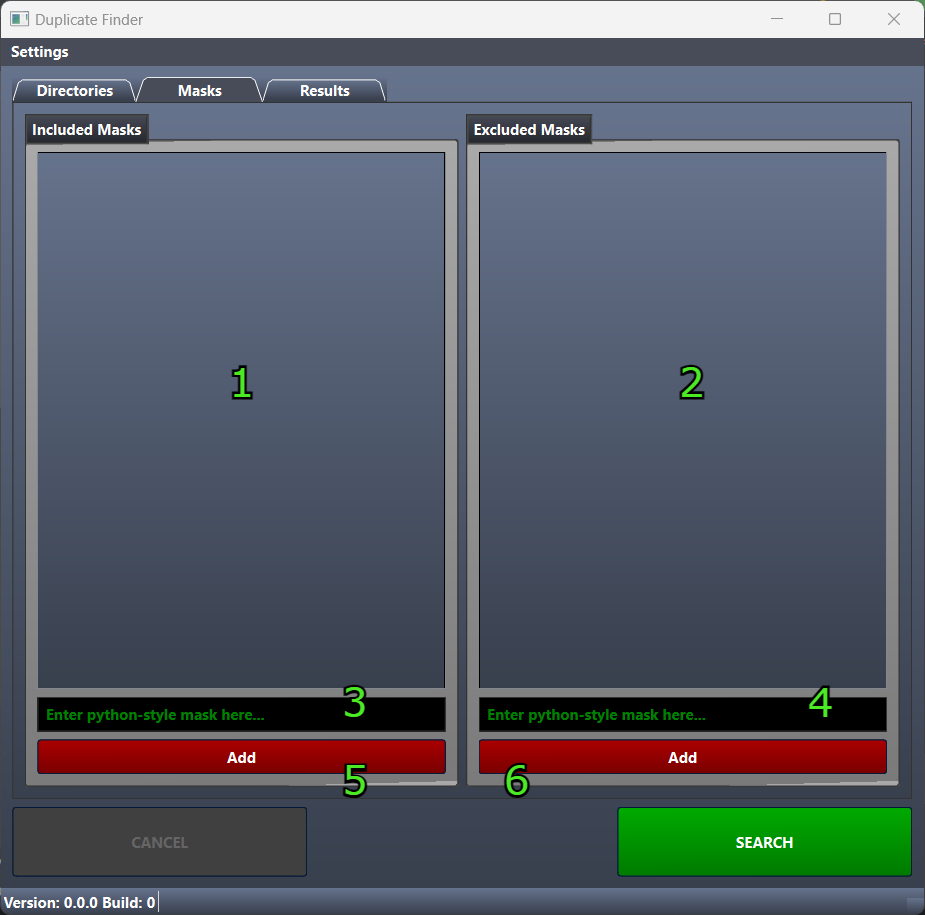 Duplicate Finder
Settings
Directories Masks Results
Included Masks Excluded Masks
1 2
3 4
Enter python-style mask here... Enter python-style mask here...
Add Add
5 6
CANCEL SEARCH
Version: 0.0.0 Build: 0